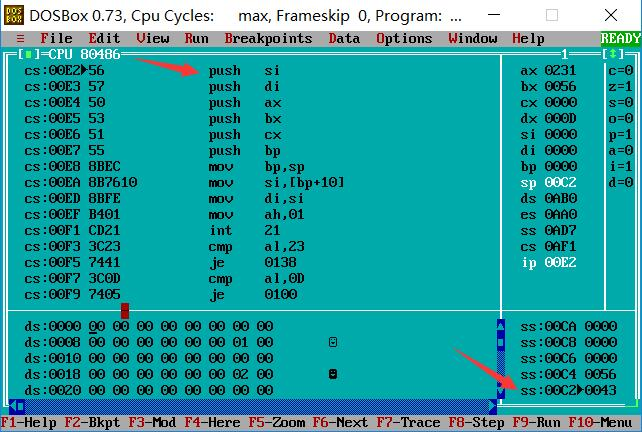 DOSBox 0.73, Cpu Cycles: max, Frameskip 0, Program: ...
≡ File Edit View Run Breakpoints Data Options Window Help READY
[■]=CPU 80486 1=[↕]
cs:00E2▶56 push si ax 0231 c=0
cs:00E3 57 push di bx 0056 z=1
cs:00E4 50 push ax cx 0000 s=0
cs:00E5 53 push bx dx 000D o=0
cs:00E6 51 push cx si 0000 p=1
cs:00E7 55 push bp di 0000 a=0
cs:00E8 8BEC mov bp,sp bp 0000 i=1
cs:00EA 8B7610 mov si,[bp+10] sp 00C2 d=0
cs:00ED 8BFE mov di,si ds 0AB0
cs:00EF B401 mov ah,01 es 0AA0
cs:00F1 CD21 int 21 ss 0AD7
cs:00F3 3C23 cmp al,23 cs 0AF1
cs:00F5 7441 je 0138 ip 00E2
cs:00F7 3C0D cmp al,0D
cs:00F9 7405 je 0100
ds:0000 00 00 00 00 00 00 00 00 ss:00CA 0000
ds:0008 00 00 00 00 00 00 01 00 ☺ ss:00C8 0000
ds:0010 00 00 00 00 00 00 00 00 ss:00C6 0000
ds:0018 00 00 00 00 00 00 02 00 ☻ ss:00C4 0056
ds:0020 00 00 00 00 00 00 00 00 ss:00C2▶0043
F1-Help F2-Bkpt F3-Mod F4-Here F5-Zoom F6-Next F7-Trace F8-Step F9-Run F10-Menu